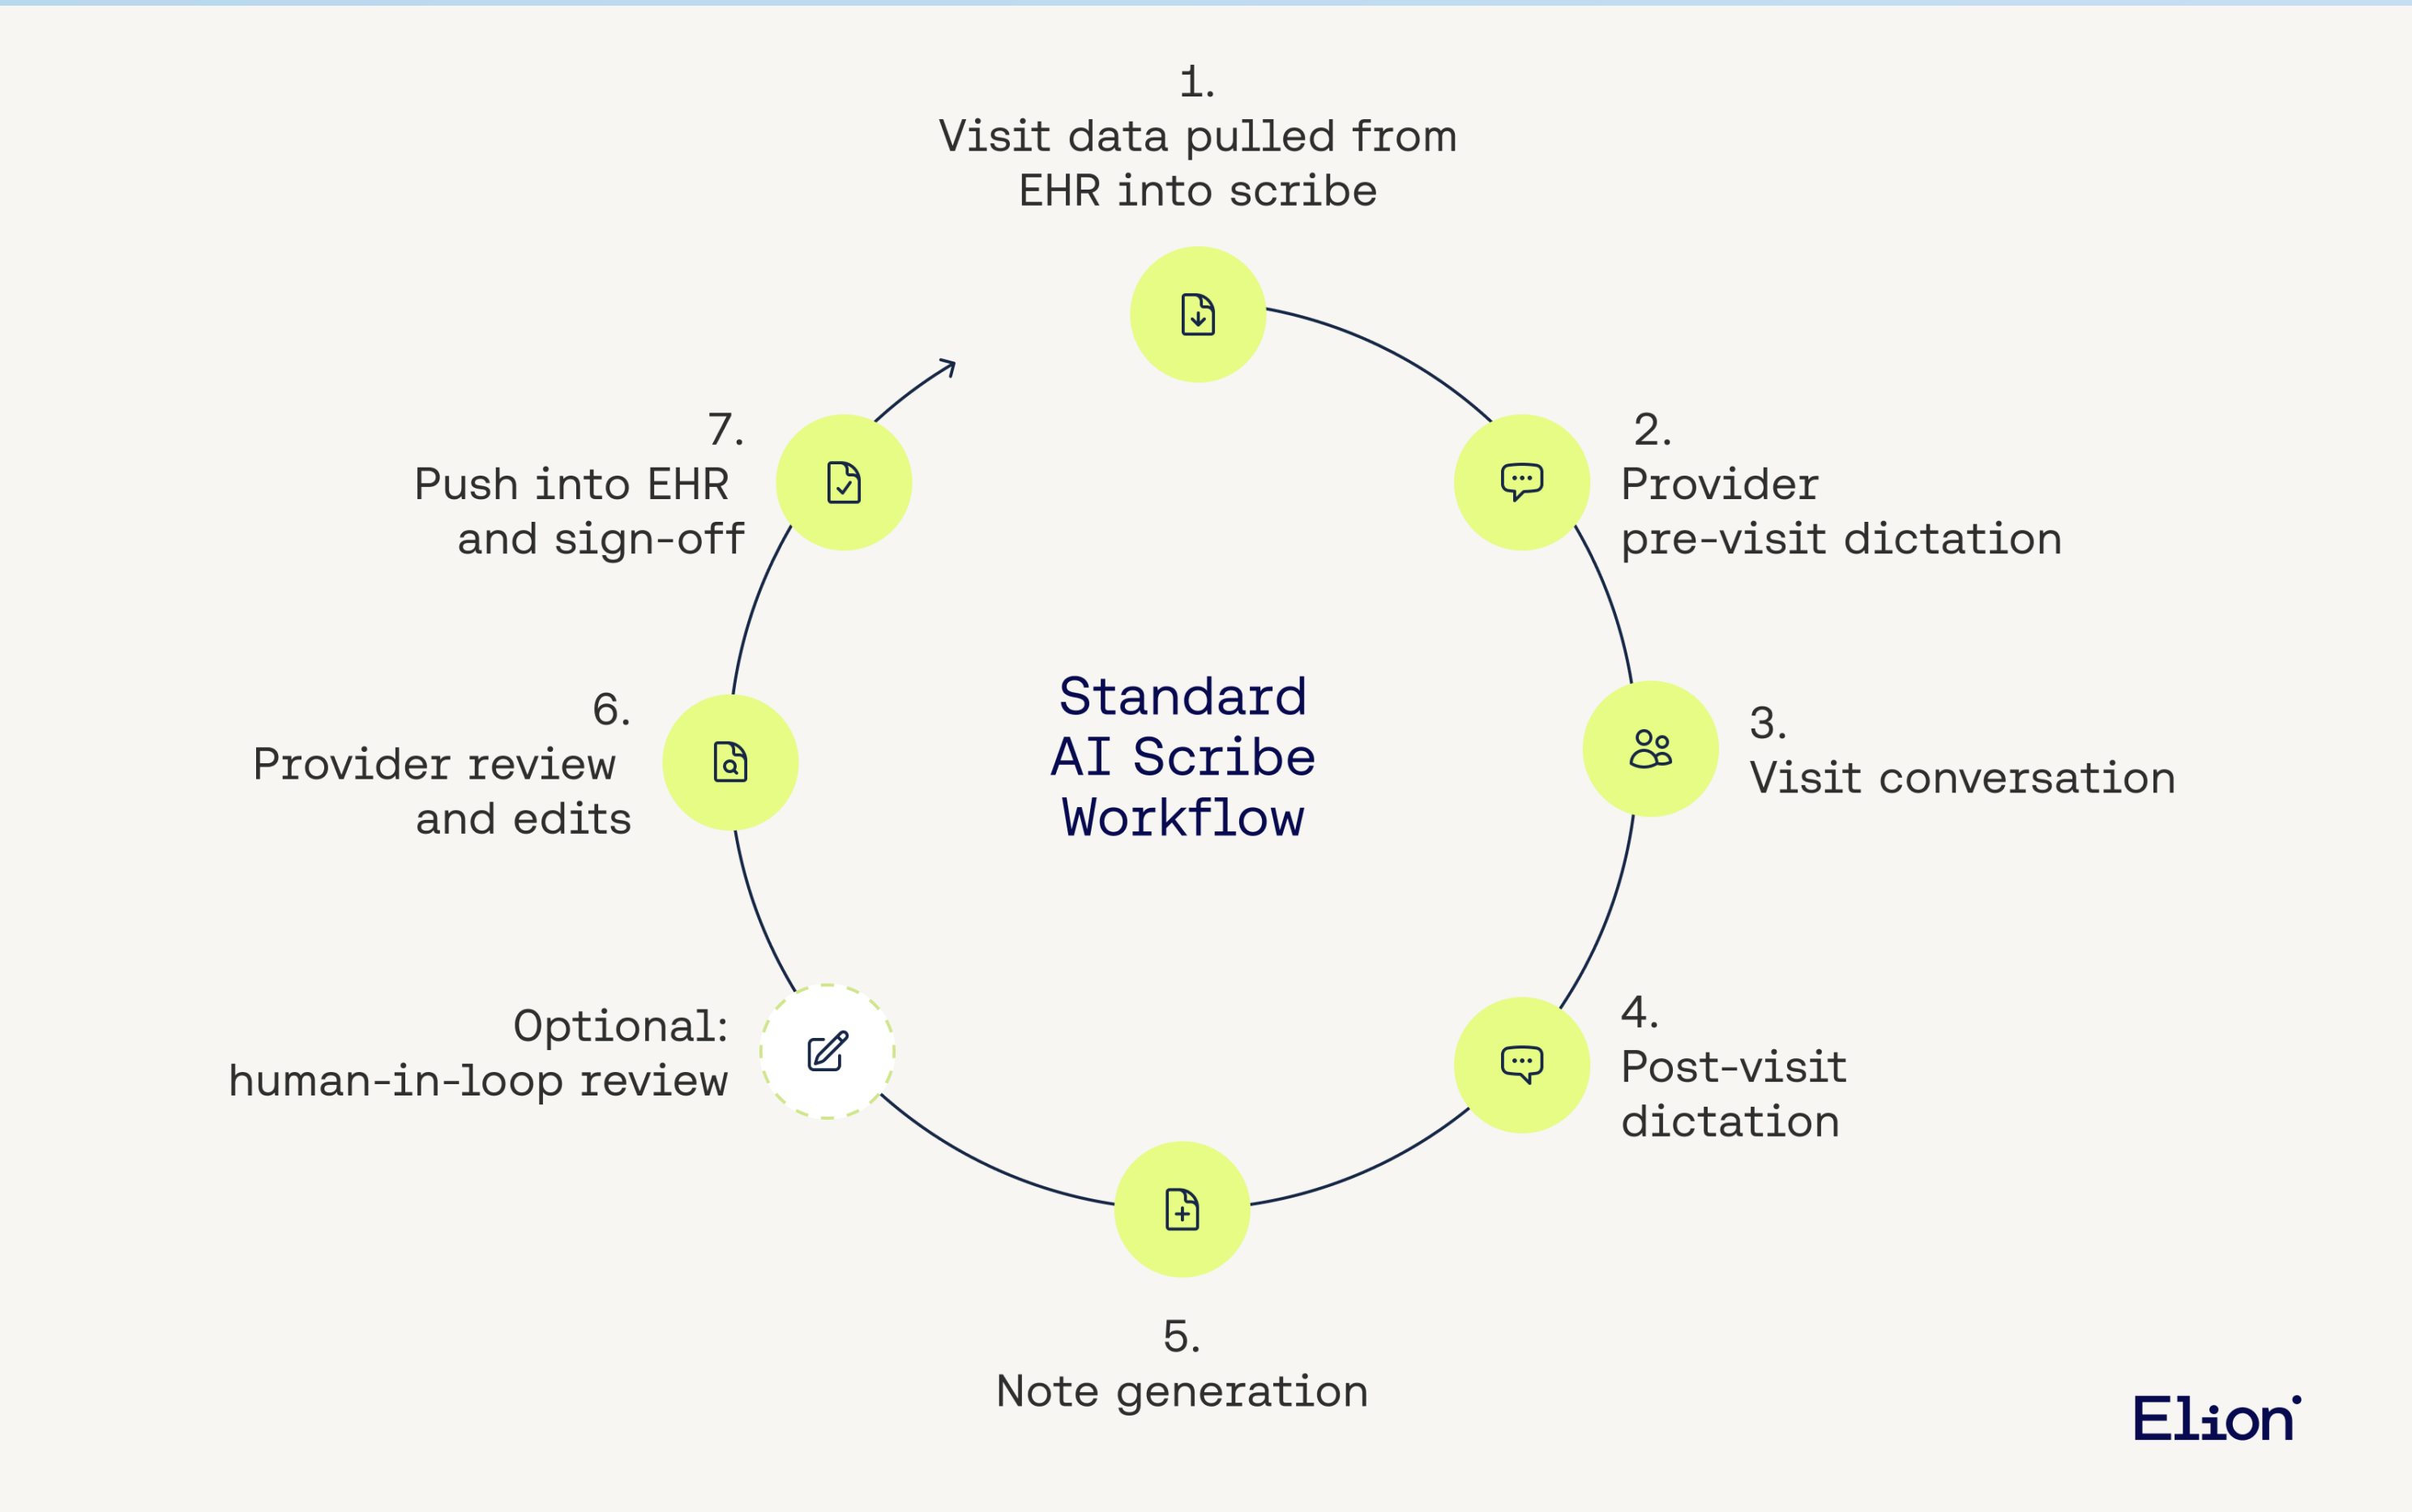 1.
Visit data pulled from
EHR into scribe
2.
Provider
pre-visit dictation
3.
Visit conversation
4.
Post-visit
dictation
5.
Note generation
Optional:
human-in-loop review
6.
Provider review
and edits
7.
Push into EHR
and sign-off
Standard
AI Scribe
Workflow
Elion